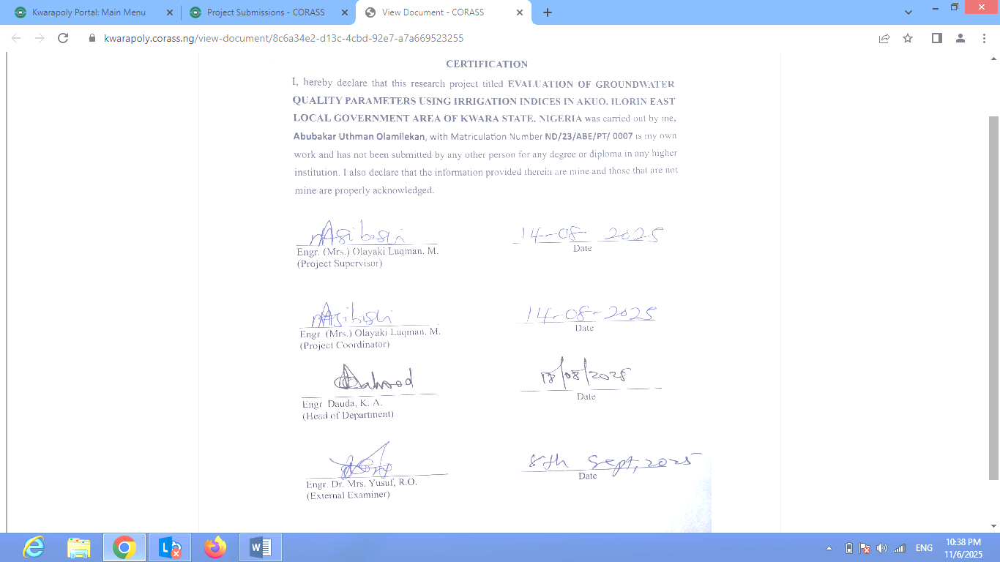 Kwarapoly Portal: Main Menu
Project Submissions - CORASS
View Document - CORASS
kwarapoly.corass.ng/view-document/8c6a34e2-d13c-4cbd-92e7-a7a669523255
CERTIFICATION
I, hereby declare that this research project titled EVALUATION OF GROUNDWATER
QUALITY PARAMETERS USING IRRIGATION INDICES IN AKUO, ILORIN EAST
LOCAL GOVERNMENT AREA OF KWARA STATE, NIGERIA was carried out by me,
Abubakar Uthman Olamilekan, with Matriculation Number ND/23/ABE/PT/ 0007 is my own
work and has not been submitted by any other person for any degree or diploma in any higher
institution. I also declare that the information provided therein are mine and those that are not
mine are properly acknowledged.
14-08-2025
Engr. (Mrs.) Olayaki Luqman. M.
Date
(Project Supervisor)
14-08-2025
Engr. (Mrs.) Olayaki Luqman. M.
Date
(Project Coordinator)
18/08/2025
Engr. Dauda, K. A.
Date
(Head of Department)
8th Sept, 2025
Engr. Dr. Mrs. Yusuf, R.O.
Date
(External Examiner)
ENG
10:38 PM
11/6/2025